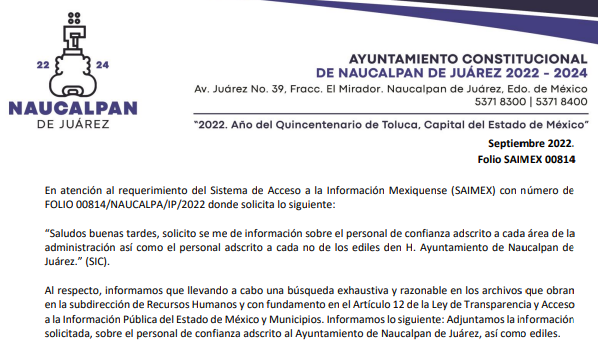 22 24
NAUCALPAN
DE JUÁREZ
AYUNTAMIENTO CONSTITUCIONAL
DE NAUCALPAN DE JUÁREZ 2022 - 2024
Av. Juárez No. 39, Fracc. El Mirador. Naucalpan de Juárez, Edo. de México
5371 8300 | 5371 8400
"2022. Año del Quincentenario de Toluca, Capital del Estado de México"
Septiembre 2022.
Folio SAIMEX 00814
En atención al requerimiento del Sistema de Acceso a la Información Mexiquense (SAIMEX) con número de
FOLIO 00814/NAUCALPA/IP/2022 donde solicita lo siguiente:
"Saludos buenas tardes, solicito se me de información sobre el personal de confianza adscrito a cada área de la
administración así como el personal adscrito a cada no de los ediles den H. Ayuntamiento de Naucalpan de
Juárez." (SIC).
Al respecto, informamos que llevando a cabo una búsqueda exhaustiva y razonable en los archivos que obran
en la subdirección de Recursos Humanos y con fundamento en el Artículo 12 de la Ley de Transparencia y Acceso
a la Información Pública del Estado de México y Municipios. Informamos lo siguiente: Adjuntamos la información
solicitada, sobre el personal de confianza adscrito al Ayuntamiento de Naucalpan de Juárez, así como ediles.